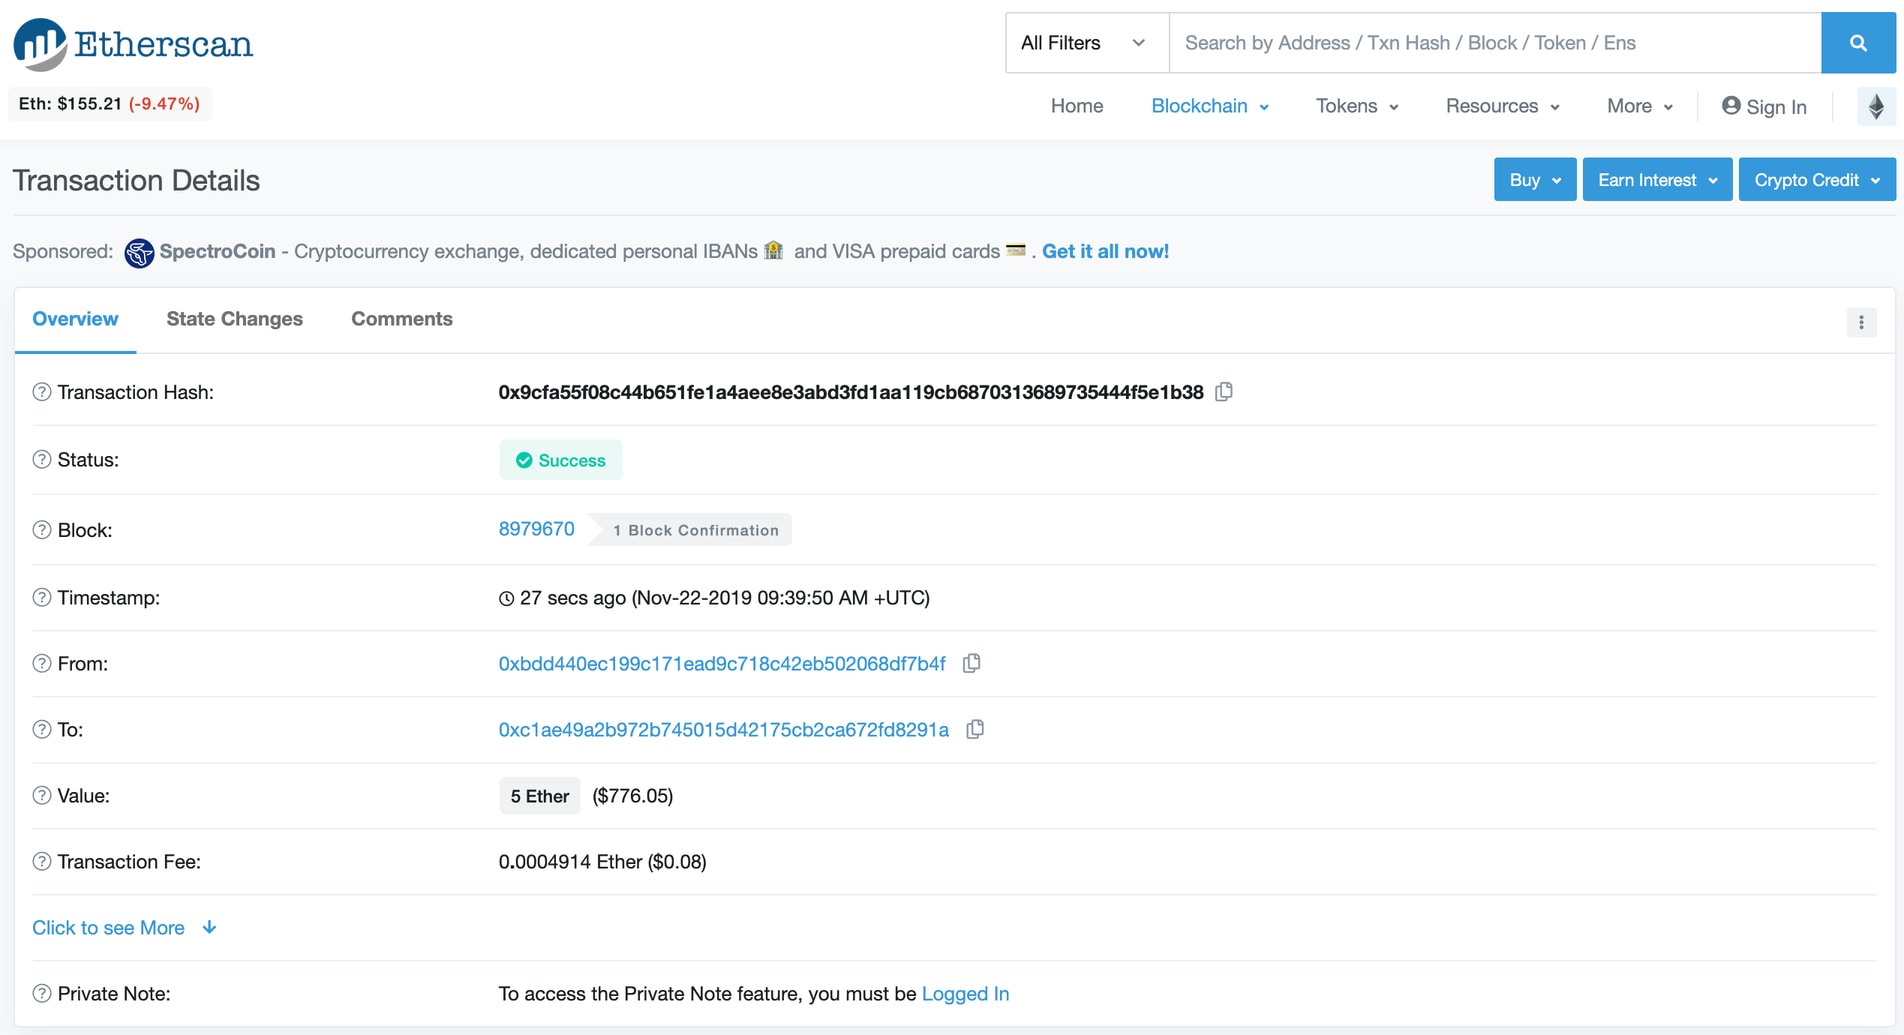 Etherscan
All Filters
Search by Address / Txn Hash / Block / Token / Ens
Eth: $155.21 (-9.47%)
Home Blockchain Tokens Resources More Sign In
Transaction Details
Buy Earn Interest Crypto Credit
Sponsored: SpectroCoin - Cryptocurrency exchange, dedicated personal IBANs and VISA prepaid cards . Get it all now!
Overview State Changes Comments
Transaction Hash: 0x9cfa55f08c44b651fe1a4aee8e3abd3fd1aa119cb6870313689735444f5e1b38
Status: Success
Block: 8979670 1 Block Confirmation
Timestamp: 27 secs ago (Nov-22-2019 09:39:50 AM +UTC)
From: 0xbdd440ec199c171ead9c718c42eb502068df7b4f
To: 0xc1ae49a2b972b745015d42175cb2ca672fd8291a
Value: 5 Ether ($776.05)
Transaction Fee: 0.0004914 Ether ($0.08)
Click to see More
Private Note: To access the Private Note feature, you must be Logged In